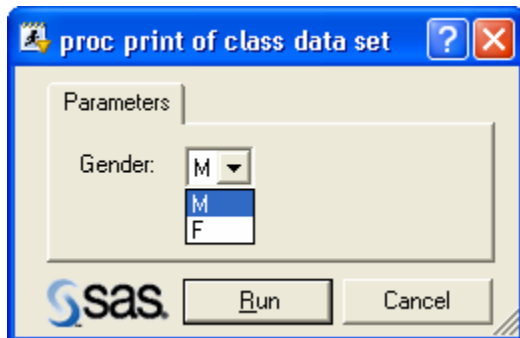 proc print of class data set
Parameters
Gender: M
M
F
sas.
Run Cancel